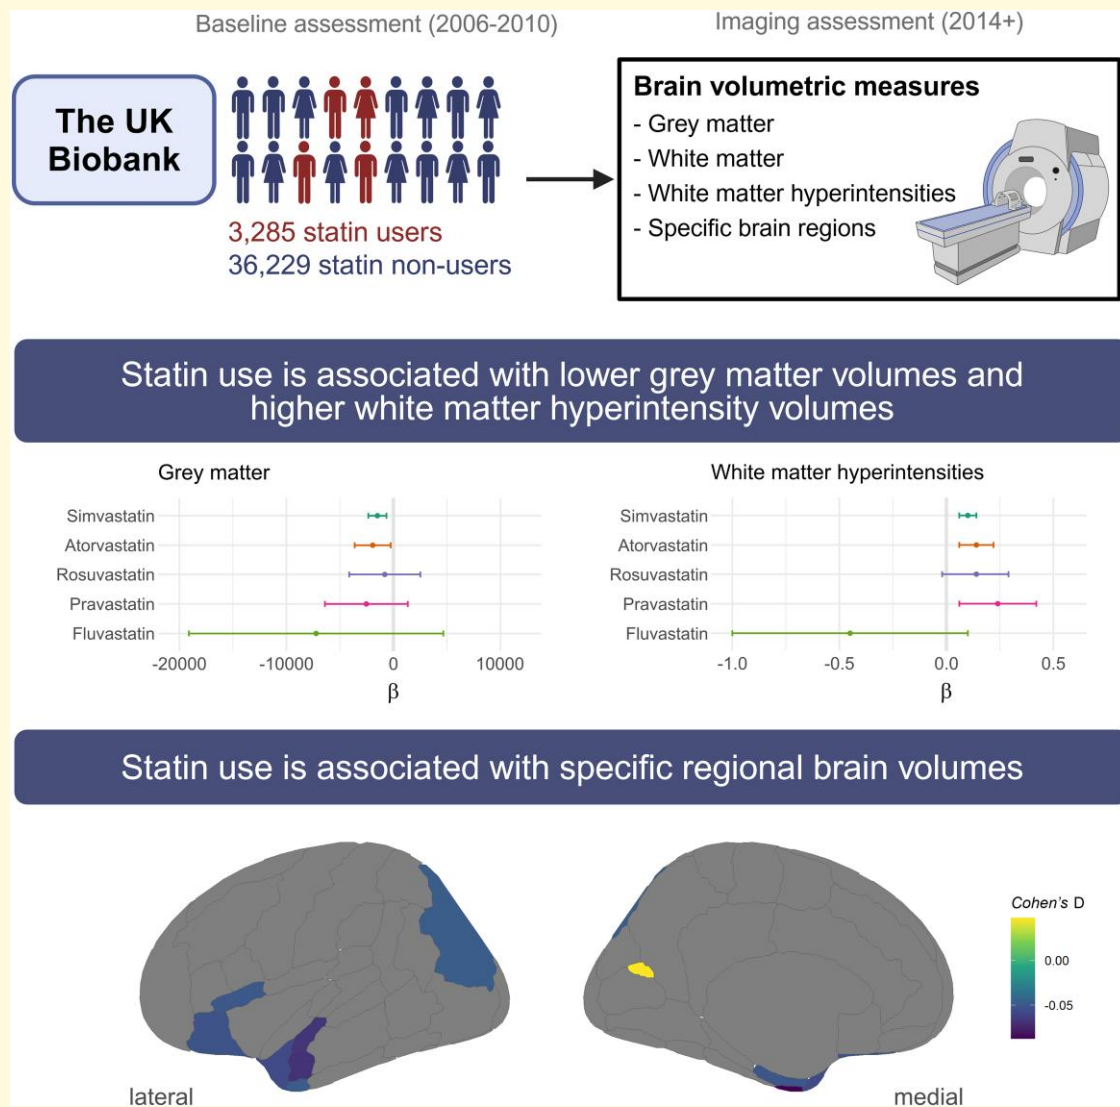 Baseline assessment (2006-2010)
Imaging assessment (2014+)
The UK
Biobank
3,285 statin users
36,229 statin non-users
Brain volumetric measures
- Grey matter
- White matter
- White matter hyperintensities
- Specific brain regions
Statin use is associated with lower grey matter volumes and
higher white matter hyperintensity volumes
Grey matter
Simvastatin
Atorvastatin
Rosuvastatin
Pravastatin
Fluvastatin
-20000 -10000 0 10000
β
White matter hyperintensities
Simvastatin
Atorvastatin
Rosuvastatin
Pravastatin
Fluvastatin
-1.0 -0.5 0.0 0.5
β
Statin use is associated with specific regional brain volumes
Cohen's D
0.00
-0.05
lateral
medial